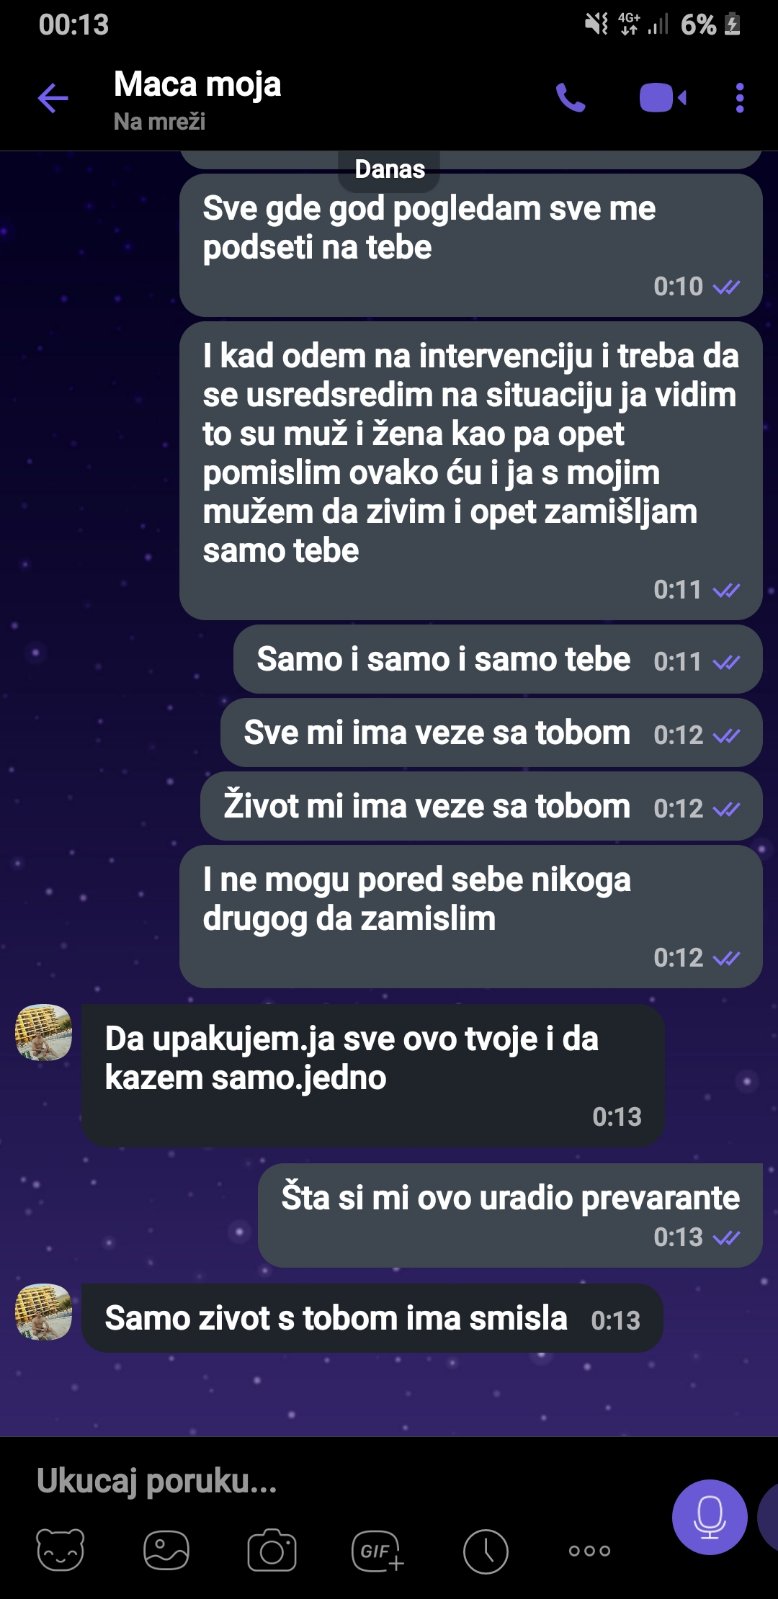 00:13
4G+
6%
Maca moja
Na mreži
Danas
Sve gde god pogledam sve me
podseti na tebe
0:10
I kad odem na intervenciju i treba da
se usredsredim na situaciju ja vidim
to su muž i žena kao pa opet
pomislim ovako ću i ja s mojim
mužem da zivim i opet zamišljam
samo tebe
0:11
Samo i samo i samo tebe 0:11
Sve mi ima veze sa tobom 0:12
Život mi ima veze sa tobom 0:12
I ne mogu pored sebe nikoga
drugog da zamislim
0:12
Da upakujem.ja sve ovo tvoje i da
kazem samo.jedno
0:13
Šta si mi ovo uradio prevarante
0:13
Samo zivot s tobom ima smisla 0:13
Ukucaj poruku...
GIF